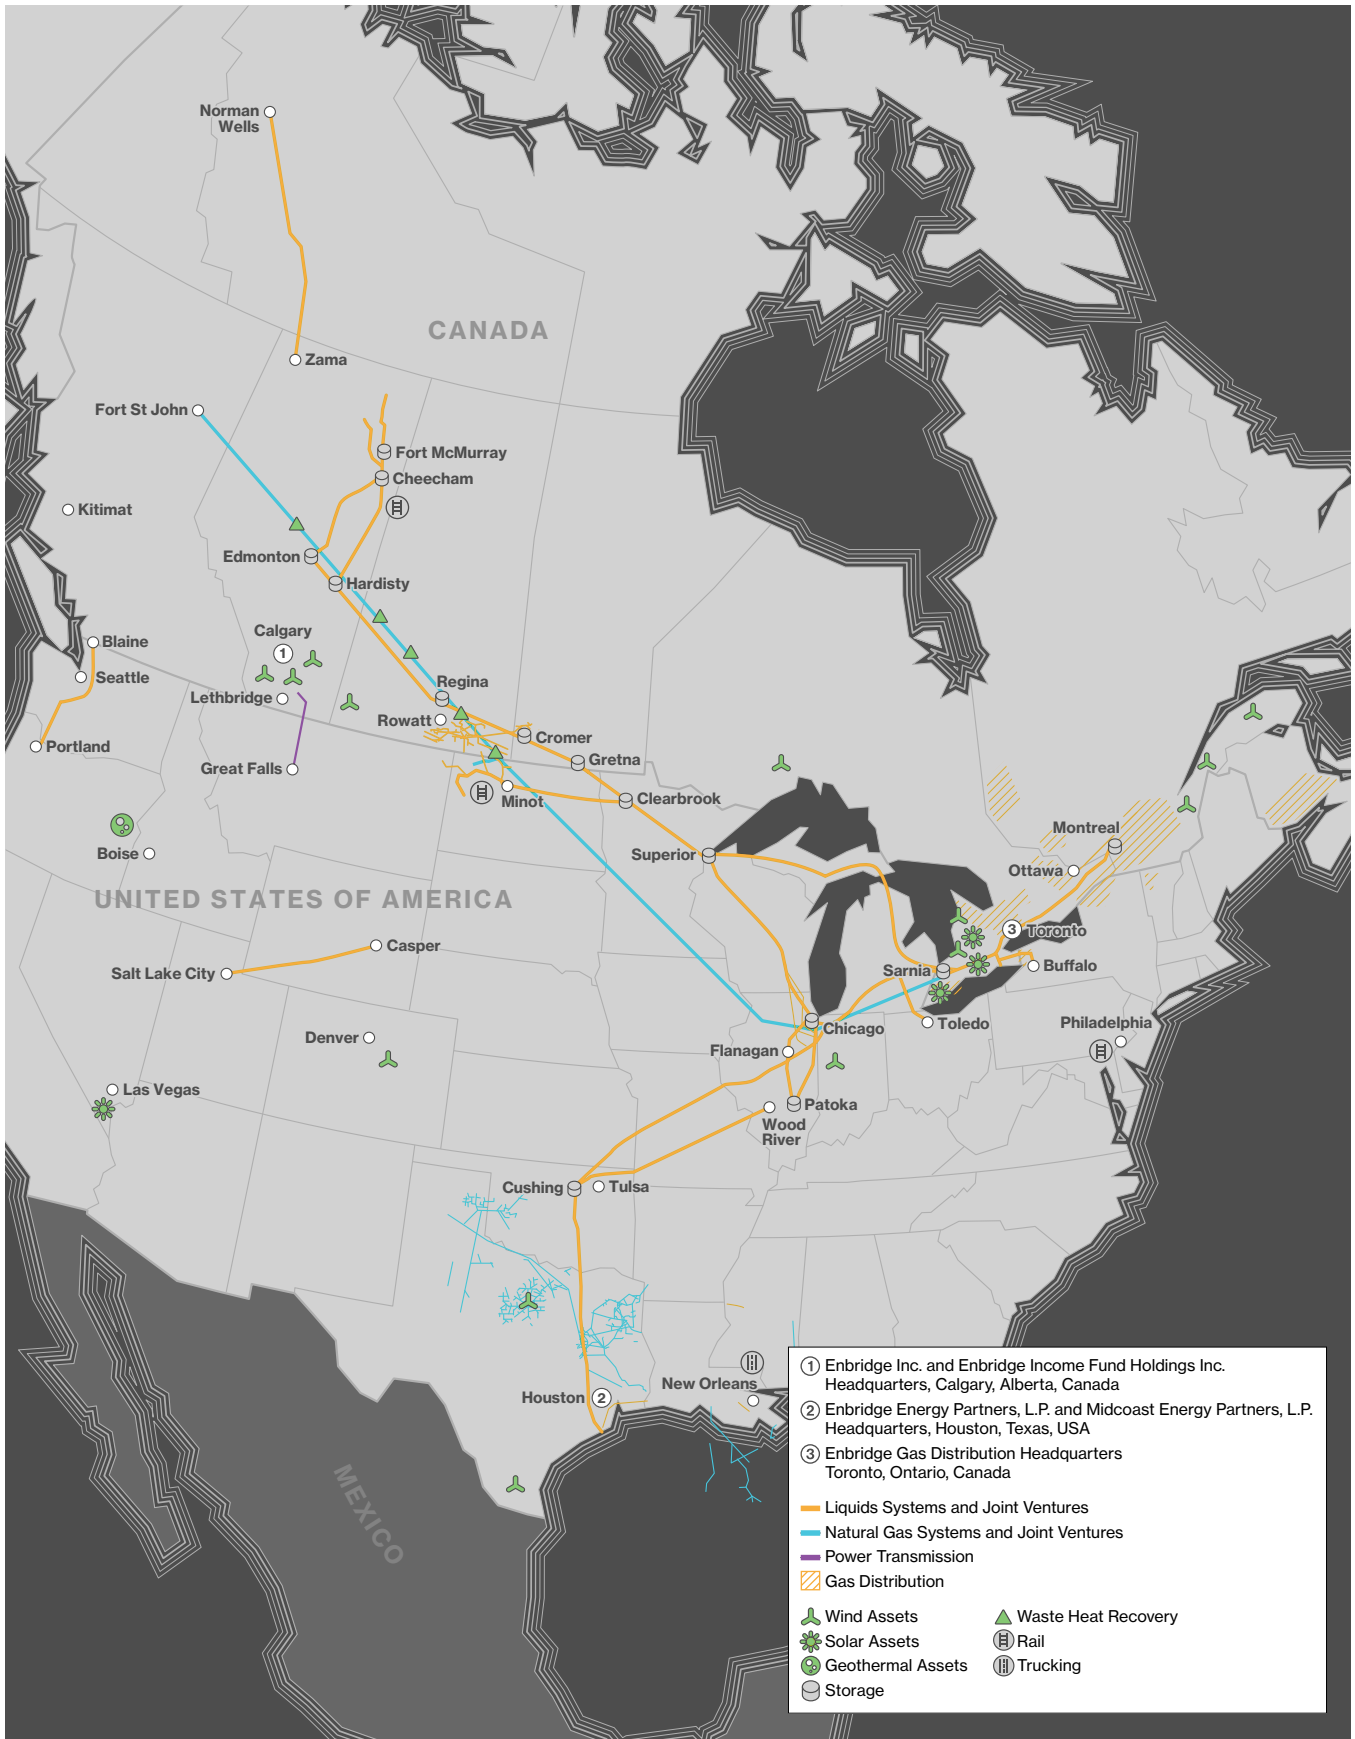 Norman
Wells
CANADA
Zama
Fort St John
Fort McMurray
Cheecham
Kitimat
Edmonton
Hardisty
Calgary
1
Blaine
Seattle
Lethbridge
Regina
Rowatt
Portland
Great Falls
Cromer
Gretna
Minot
Clearbrook
Montreal
Boise
Superior
Ottawa
UNITED STATES OF AMERICA
3
Toronto
Casper
Salt Lake City
Sarnia
Buffalo
Denver
Chicago
Toledo
Philadelphia
Flanagan
Las Vegas
Patoka
Wood
River
Cushing
Tulsa
Houston
2
New Orleans
MEXICO
1 Enbridge Inc. and Enbridge Income Fund Holdings Inc.
Headquarters, Calgary, Alberta, Canada
2 Enbridge Energy Partners, L.P. and Midcoast Energy Partners, L.P.
Headquarters, Houston, Texas, USA
3 Enbridge Gas Distribution Headquarters
Toronto, Ontario, Canada
Liquids Systems and Joint Ventures
Natural Gas Systems and Joint Ventures
Power Transmission
Gas Distribution
Wind Assets
Waste Heat Recovery
Solar Assets
Rail
Geothermal Assets
Trucking
Storage